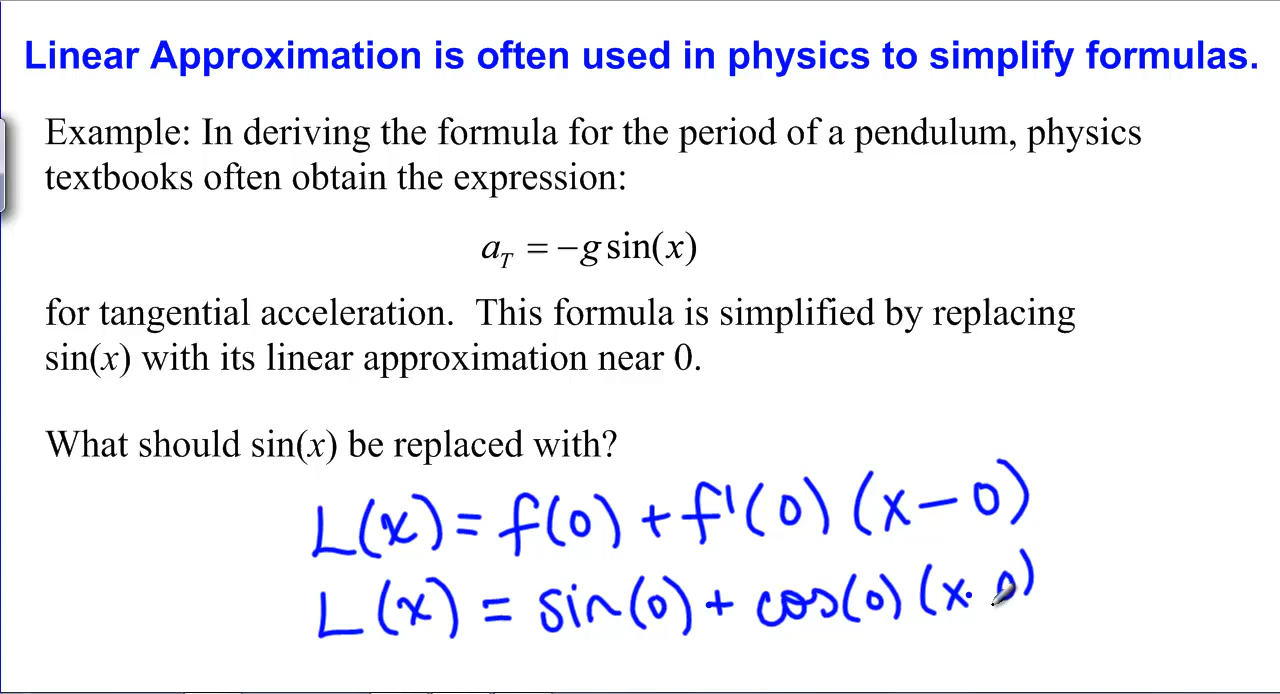 Linear Approximation is often used in physics to simplify formulas.
Example: In deriving the formula for the period of a pendulum, physics
textbooks often obtain the expression:
a_T = −g sin(x)
for tangential acceleration.  This formula is simplified by replacing
sin(x) with its linear approximation near 0.
What should sin(x) be replaced with?
L(x) = f(0) + f'(0) (x − 0)
L(x) = sin(0) + cos(0) (x · 0)